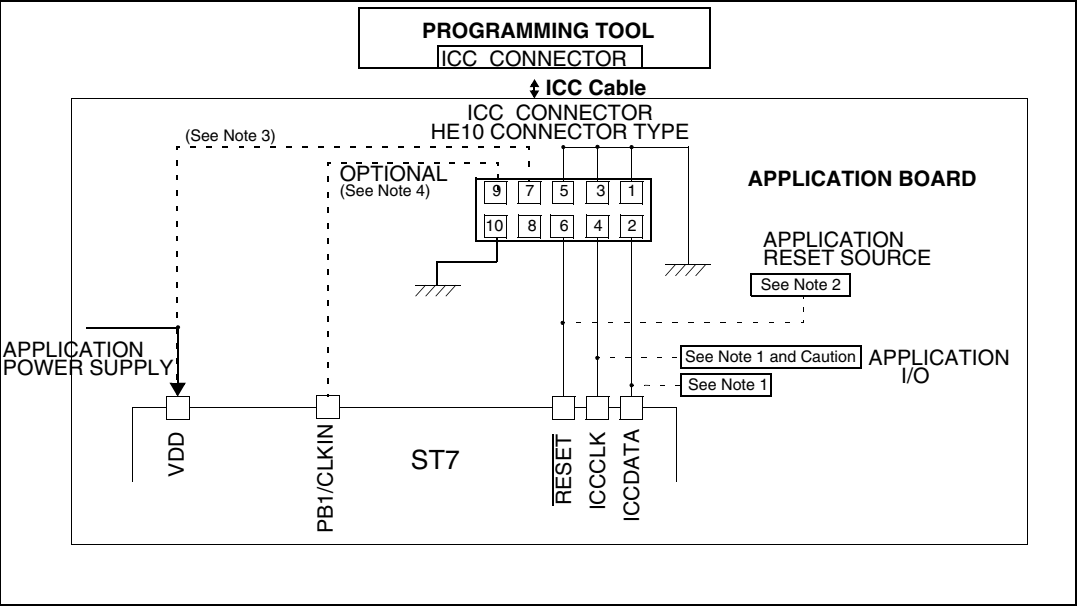 PROGRAMMING TOOL
ICC CONNECTOR
ICC Cable
ICC CONNECTOR
HE10 CONNECTOR TYPE
(See Note 3)
OPTIONAL
(See Note 4)
9 7 5 3 1
10 8 6 4 2
APPLICATION BOARD
APPLICATION
RESET SOURCE
See Note 2
APPLICATION
POWER SUPPLY
See Note 1 and Caution
APPLICATION
I/O
See Note 1
VDD
PB1/CLKIN
ST7
RESET
ICCCLK
ICCDATA